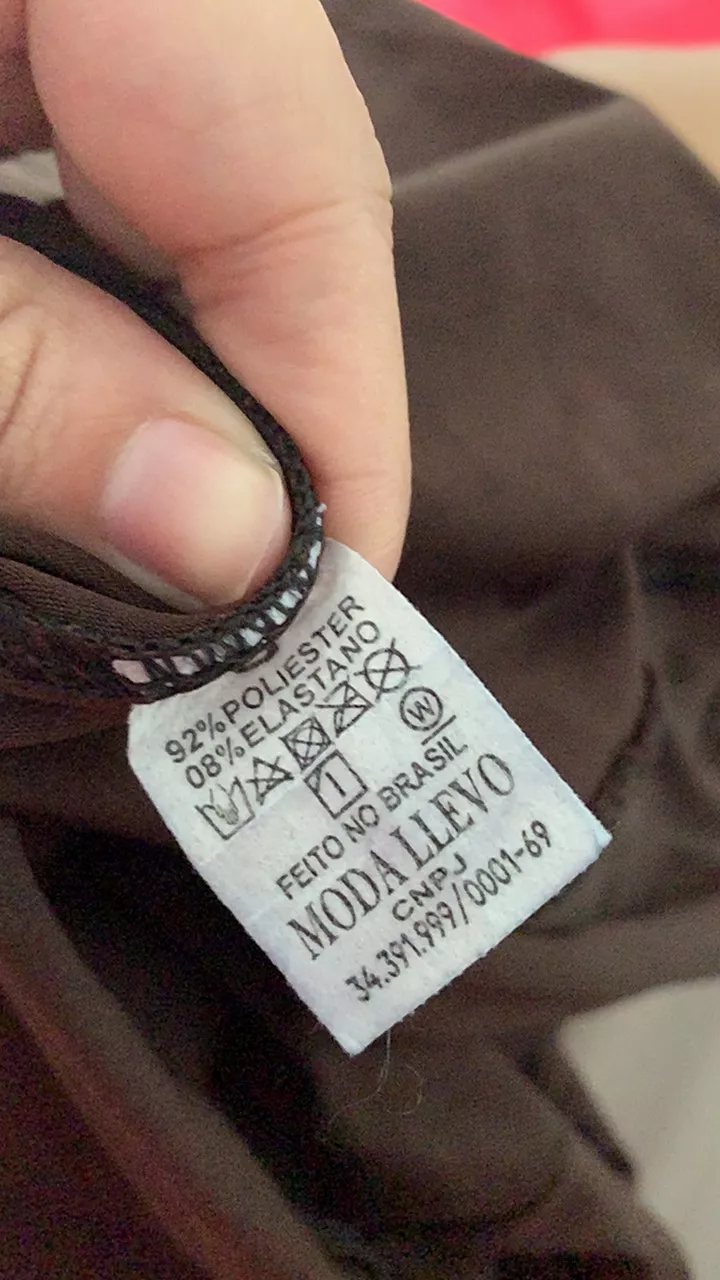 92% POLIESTER
08% ELASTANO
W
FEITO NO BRASIL
MODA LLEVO
CNPJ
34.391.999/0001-69